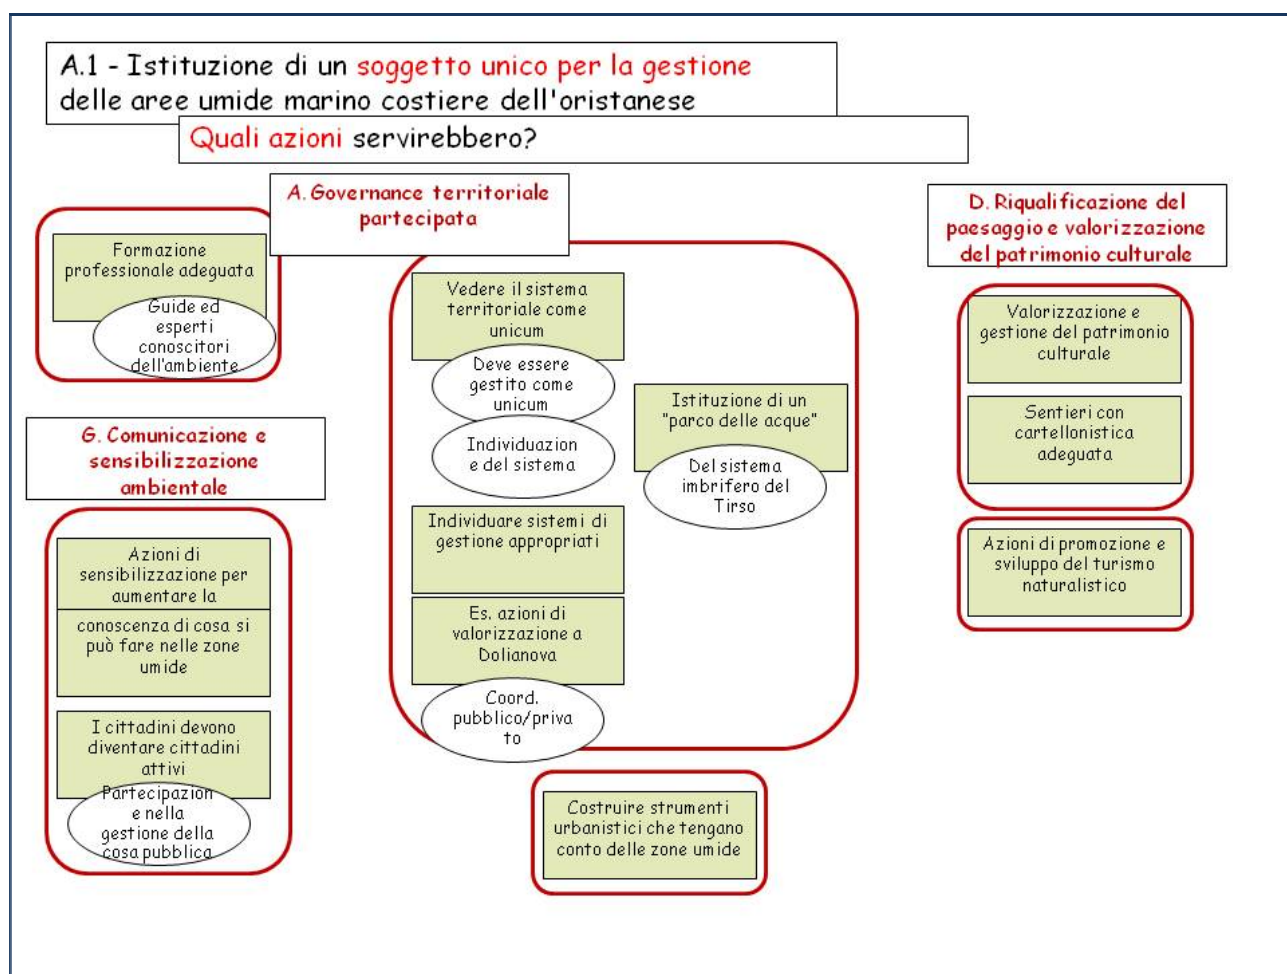 A.1 - Istituzione di un soggetto unico per la gestione
delle aree umide marino costiere dell'oristanese
Quali azioni servirebbero?
A. Governance territoriale
partecipata
Formazione
professionale adeguata
Guide ed
esperti
conoscitori
dell'ambiente
G. Comunicazione e
sensibilizzazione
ambientale
Azioni di
sensibilizzazione per
aumentare la
conoscenza di cosa si
può fare nelle zone
umide
I cittadini devono
diventare cittadini
attivi
Partecipazion
e nella
gestione della
cosa pubblica
Vedere il sistema
territoriale come
unicum
Deve essere
gestito come
unicum
Individuazion
e del sistema
Individuare sistemi di
gestione appropriati
Es. azioni di
valorizzazione a
Dolianova
Coord.
pubblico/priva
to
Istituzione di un
"parco delle acque"
Del sistema
imbrifero del
Tirso
Costruire strumenti
urbanistici che tengano
conto delle zone umide
D. Riqualificazione del
paesaggio e valorizzazione
del patrimonio culturale
Valorizzazione e
gestione del patrimonio
culturale
Sentieri con
cartellonistica
adeguata
Azioni di promozione e
sviluppo del turismo
naturalistico